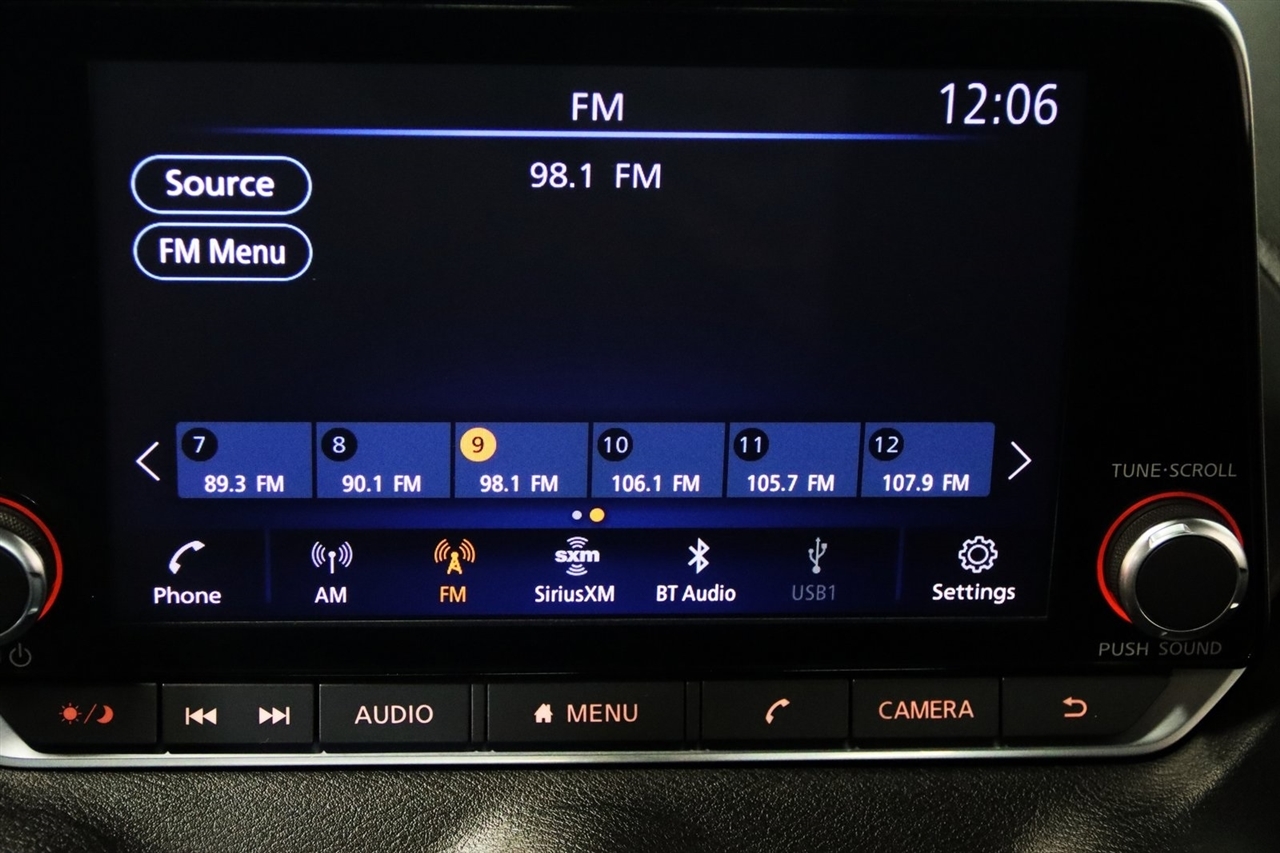 FM
12:06
Source
98.1 FM
FM Menu
7 8 9 10 11 12
89.3 FM 90.1 FM 98.1 FM 106.1 FM 105.7 FM 107.9 FM
TUNE·SCROLL
sxm
Phone AM FM SiriusXM BT Audio USB1 Settings
PUSH SOUND
AUDIO MENU CAMERA